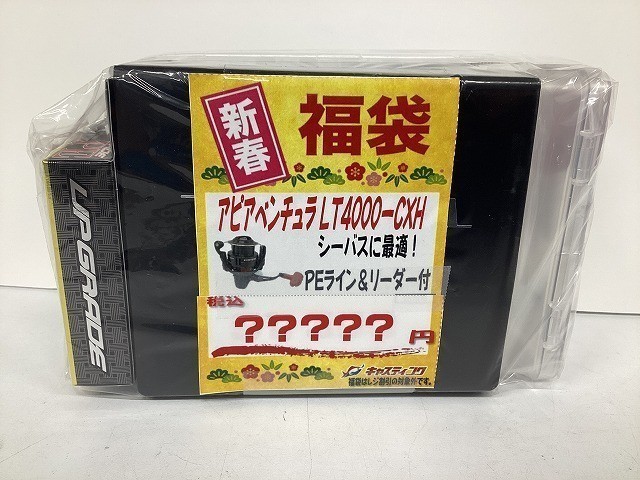 新春
福袋
アピアベンチュラLT4000-CXH
シーバスに最適！
PEライン&リーダー付
税込
?????円
キャスティング
福袋はレジ割引の対象外です。
UPGRADE